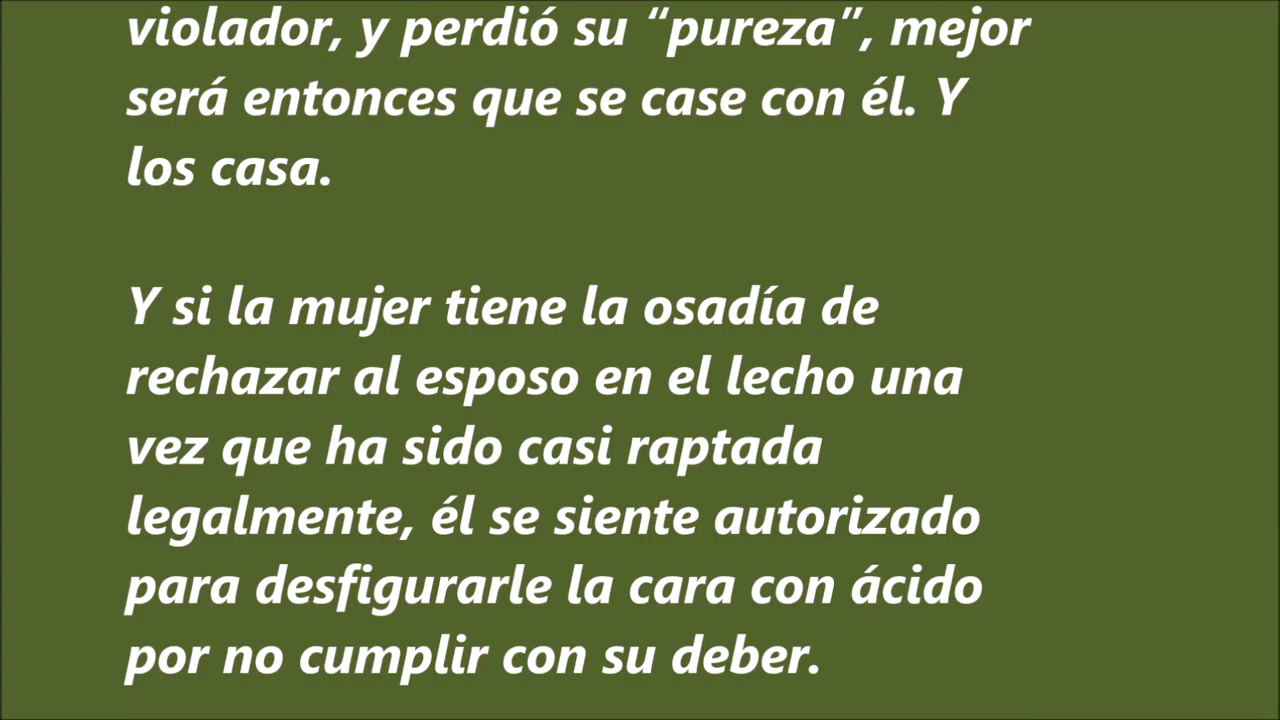 violador, y perdió su “pureza”, mejor
será entonces que se case con él. Y
los casa.
Y si la mujer tiene la osadía de
rechazar al esposo en el lecho una
vez que ha sido casi raptada
legalmente, él se siente autorizado
para desfigurarle la cara con ácido
por no cumplir con su deber.